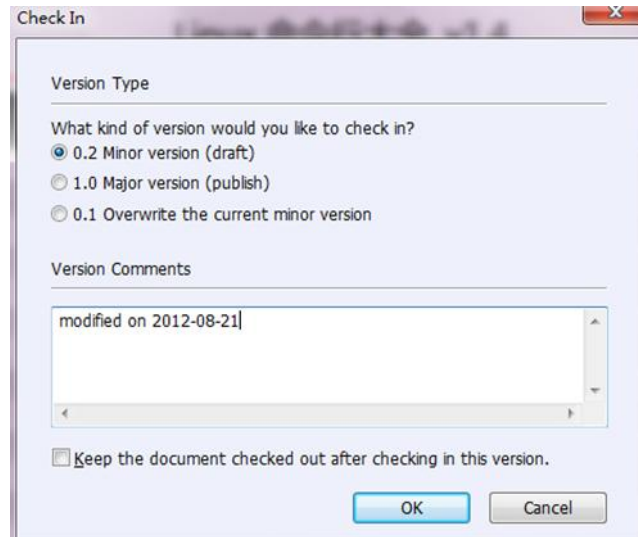 Check In
Version Type
What kind of version would you like to check in?
0.2 Minor version (draft)
1.0 Major version (publish)
0.1 Overwrite the current minor version
Version Comments
modified on 2012-08-21
Keep the document checked out after checking in this version.
OK
Cancel